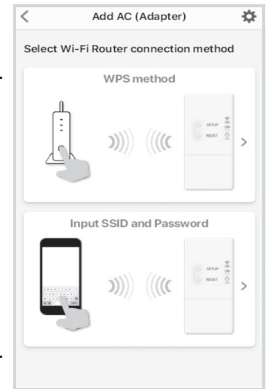 Add AC (Adapter)
Select Wi-Fi Router connection method
WPS method
SETUP
RESET
Input SSID and Password
SETUP
RESET